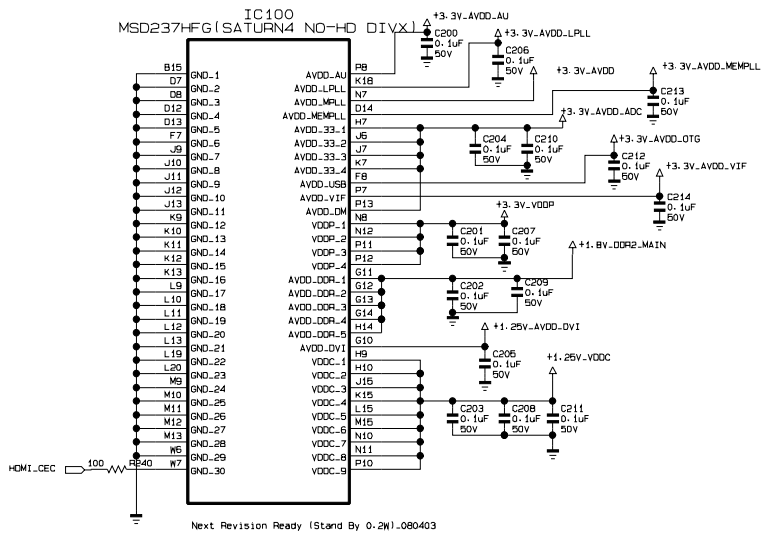 IC100
MSD237HFG(SATURN4 NO-HD DIVX)
+3.3V_AVDD_AU
C200
0.1uF
50V
+3.3V_AVDD_LPLL
C206
0.1uF
50V
+3.3V_AVDD
+3.3V_AVDD_MEMPLL
C213
0.1uF
50V
+3.3V_AVDD_ADC
C204
0.1uF
50V
C210
0.1uF
50V
+3.3V_AVDD_OTG
C212
0.1uF
50V
+3.3V_AVDD_VIF
C214
0.1uF
50V
+3.3V_VDDP
C201
0.1uF
50V
C207
0.1uF
50V
+1.8V_DDR2_MAIN
C202
0.1uF
50V
C209
0.1uF
50V
+1.25V_AVDD_DVI
C205
0.1uF
50V
+1.25V_VDDC
C203
0.1uF
50V
C208
0.1uF
50V
C211
0.1uF
50V
B15 GND_1 AVDD_AU P8
D7 GND_2 AVDD_LPLL K18
D8 GND_3 AVDD_MPLL N7
D12 GND_4 AVDD_MEMPLL D14
D13 GND_5 AVDD_33_1 H7
F7 GND_6 AVDD_33_2 J6
J9 GND_7 AVDD_33_3 J7
J10 GND_8 AVDD_33_4 K7
J11 GND_9 AVDD_USB F8
J12 GND_10 AVDD_VIF P7
J13 GND_11 AVDD_DM P13
K9 GND_12 VDDP_1 N8
K10 GND_13 VDDP_2 N12
K11 GND_14 VDDP_3 P11
K12 GND_15 VDDP_4 P12
K13 GND_16 AVDD_DDR_1 G11
L9 GND_17 AVDD_DDR_2 G12
L10 GND_18 AVDD_DDR_3 G13
L11 GND_19 AVDD_DDR_4 G14
L12 GND_20 AVDD_DDR_5 H14
L13 GND_21 AVDD_DVI G10
L19 GND_22 VDDC_1 H9
L20 GND_23 VDDC_2 H10
M9 GND_24 VDDC_3 J15
M10 GND_25 VDDC_4 K15
M11 GND_26 VDDC_5 L15
M12 GND_27 VDDC_6 M15
M13 GND_28 VDDC_7 N10
W6 GND_29 VDDC_8 N11
W7 GND_30 VDDC_9 P10
HDMI_CEC 100 R240
Next Revision Ready (Stand By 0.2W)_080403